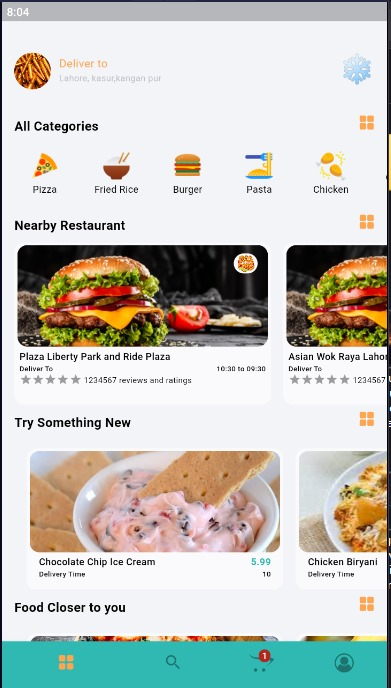 8:04
Deliver to
Lahore, kasur,kangan pur
All Categories
Pizza Fried Rice Burger Pasta Chicken
Nearby Restaurant
Plaza Liberty Park and Ride Plaza
Deliver To 10:30 to 09:30
1234567 reviews and ratings
Asian Wok Raya Lahor
Deliver To
1234567
Try Something New
Chocolate Chip Ice Cream 5.99
Delivery Time 10
Chicken Biryani
Delivery Time
Food Closer to you
1